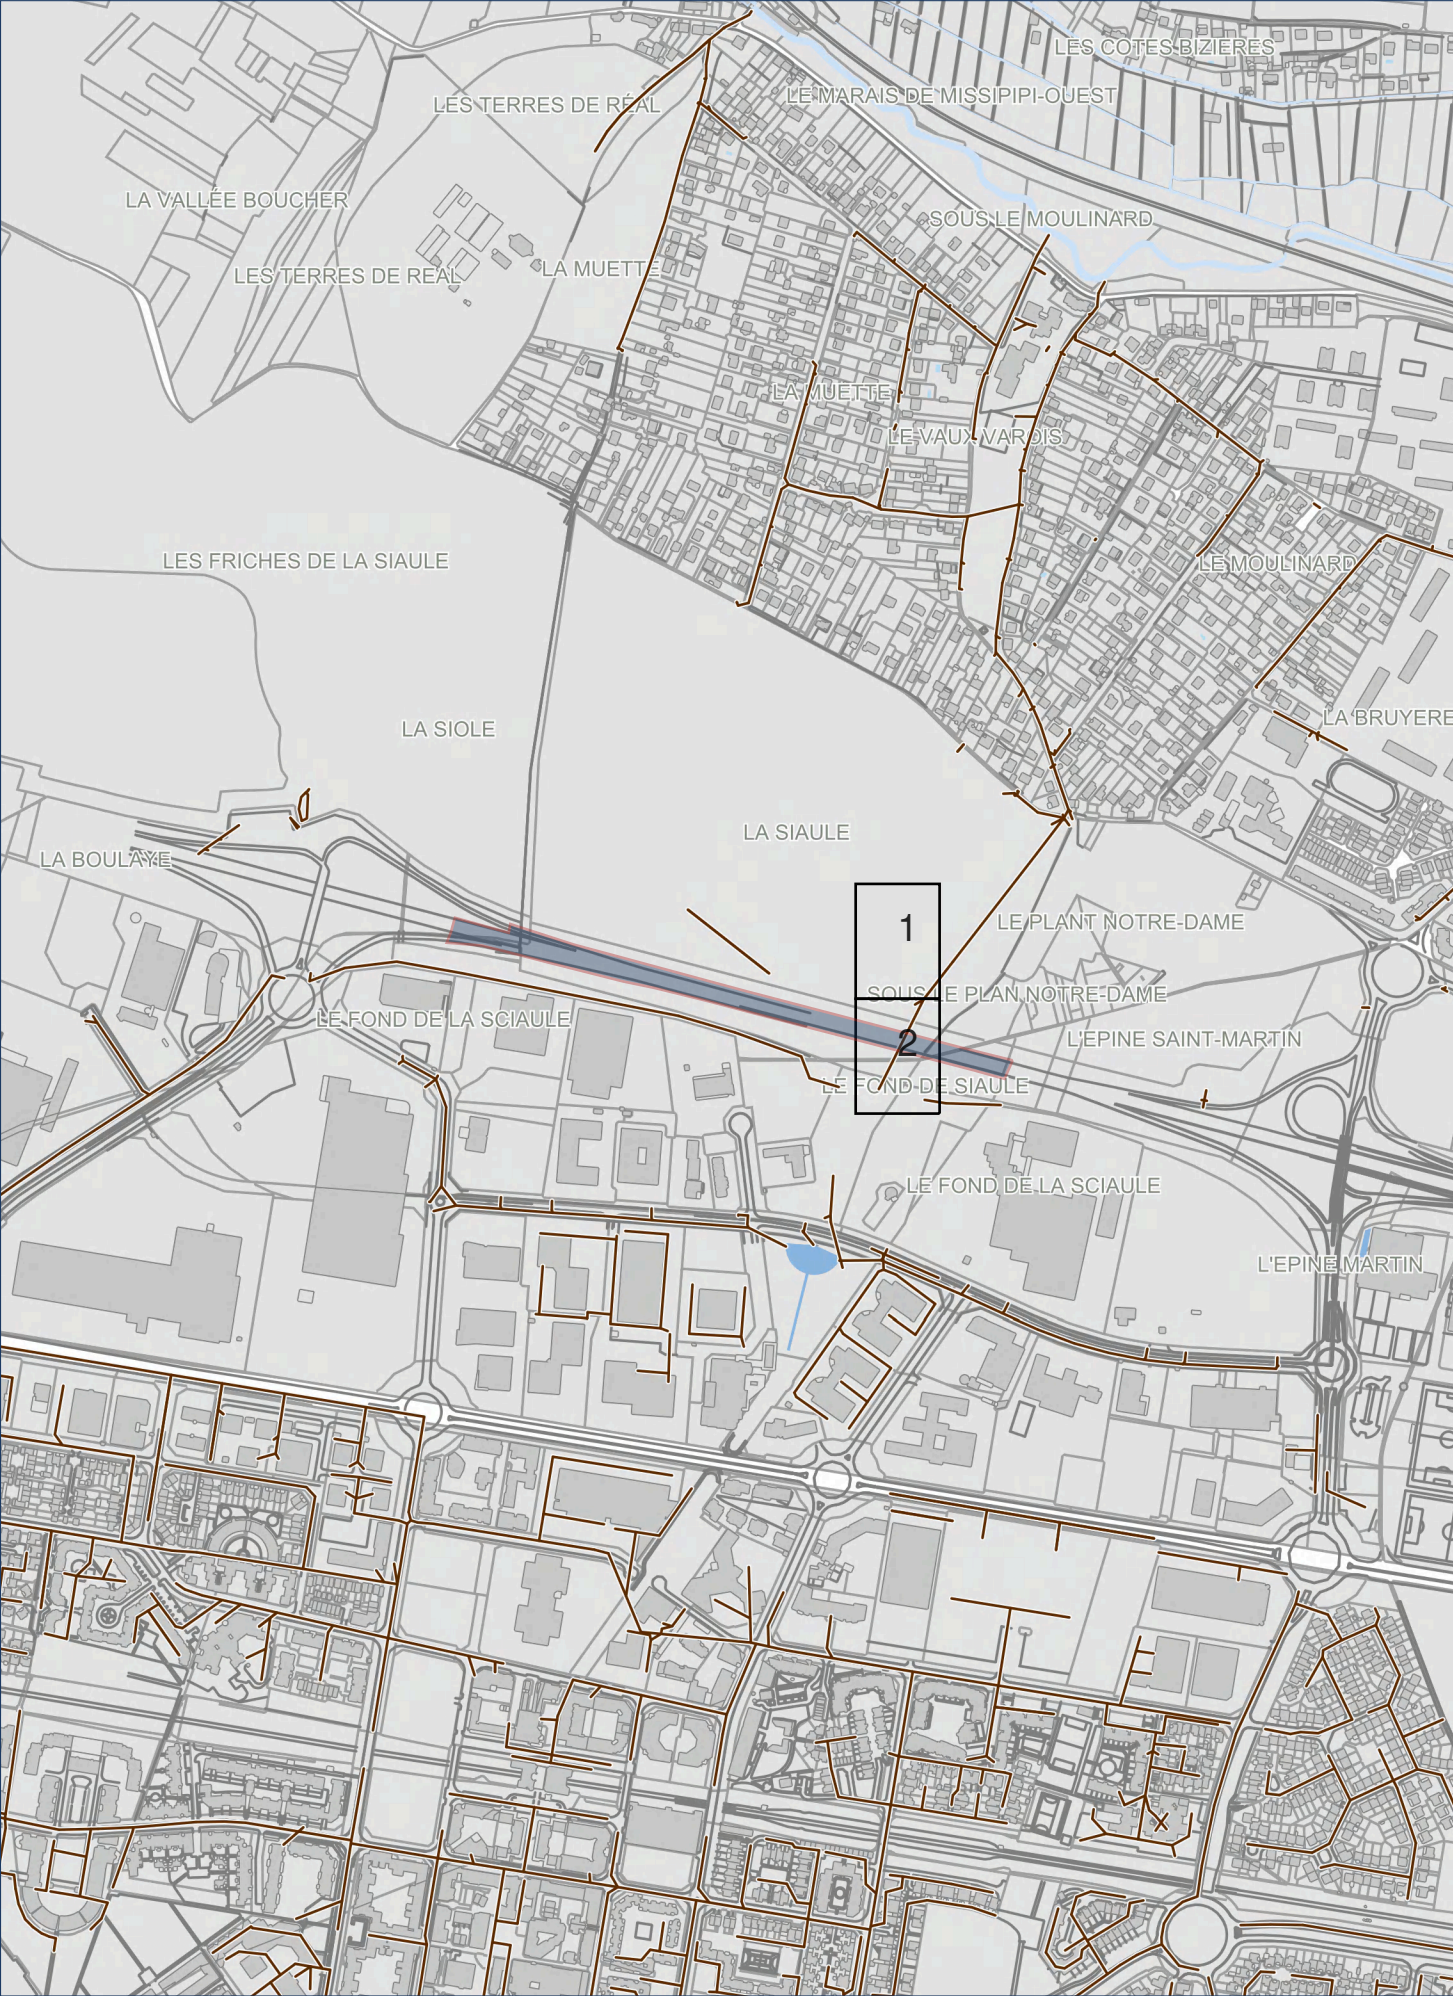 LES COTES BIZIERES
LE MARAIS DE MISSIPIPI-OUEST
LES TERRES DE RÉAL
LA VALLÉE BOUCHER
SOUS LE MOULINARD
LA MUETTE
LES TERRES DE REAL
LA MUETTE
LE VAUX VAROIS
LES FRICHES DE LA SIAULE
LE MOULINARD
LA BRUYERE
LA SIOLE
LA SIAULE
LA BOULAYE
1
LE PLANT NOTRE-DAME
SOUS LE PLAN NOTRE-DAME
LE FOND DE LA SCIAULE
L'EPINE SAINT-MARTIN
2
LE FOND DE SIAULE
LE FOND DE LA SCIAULE
L'EPINE MARTIN